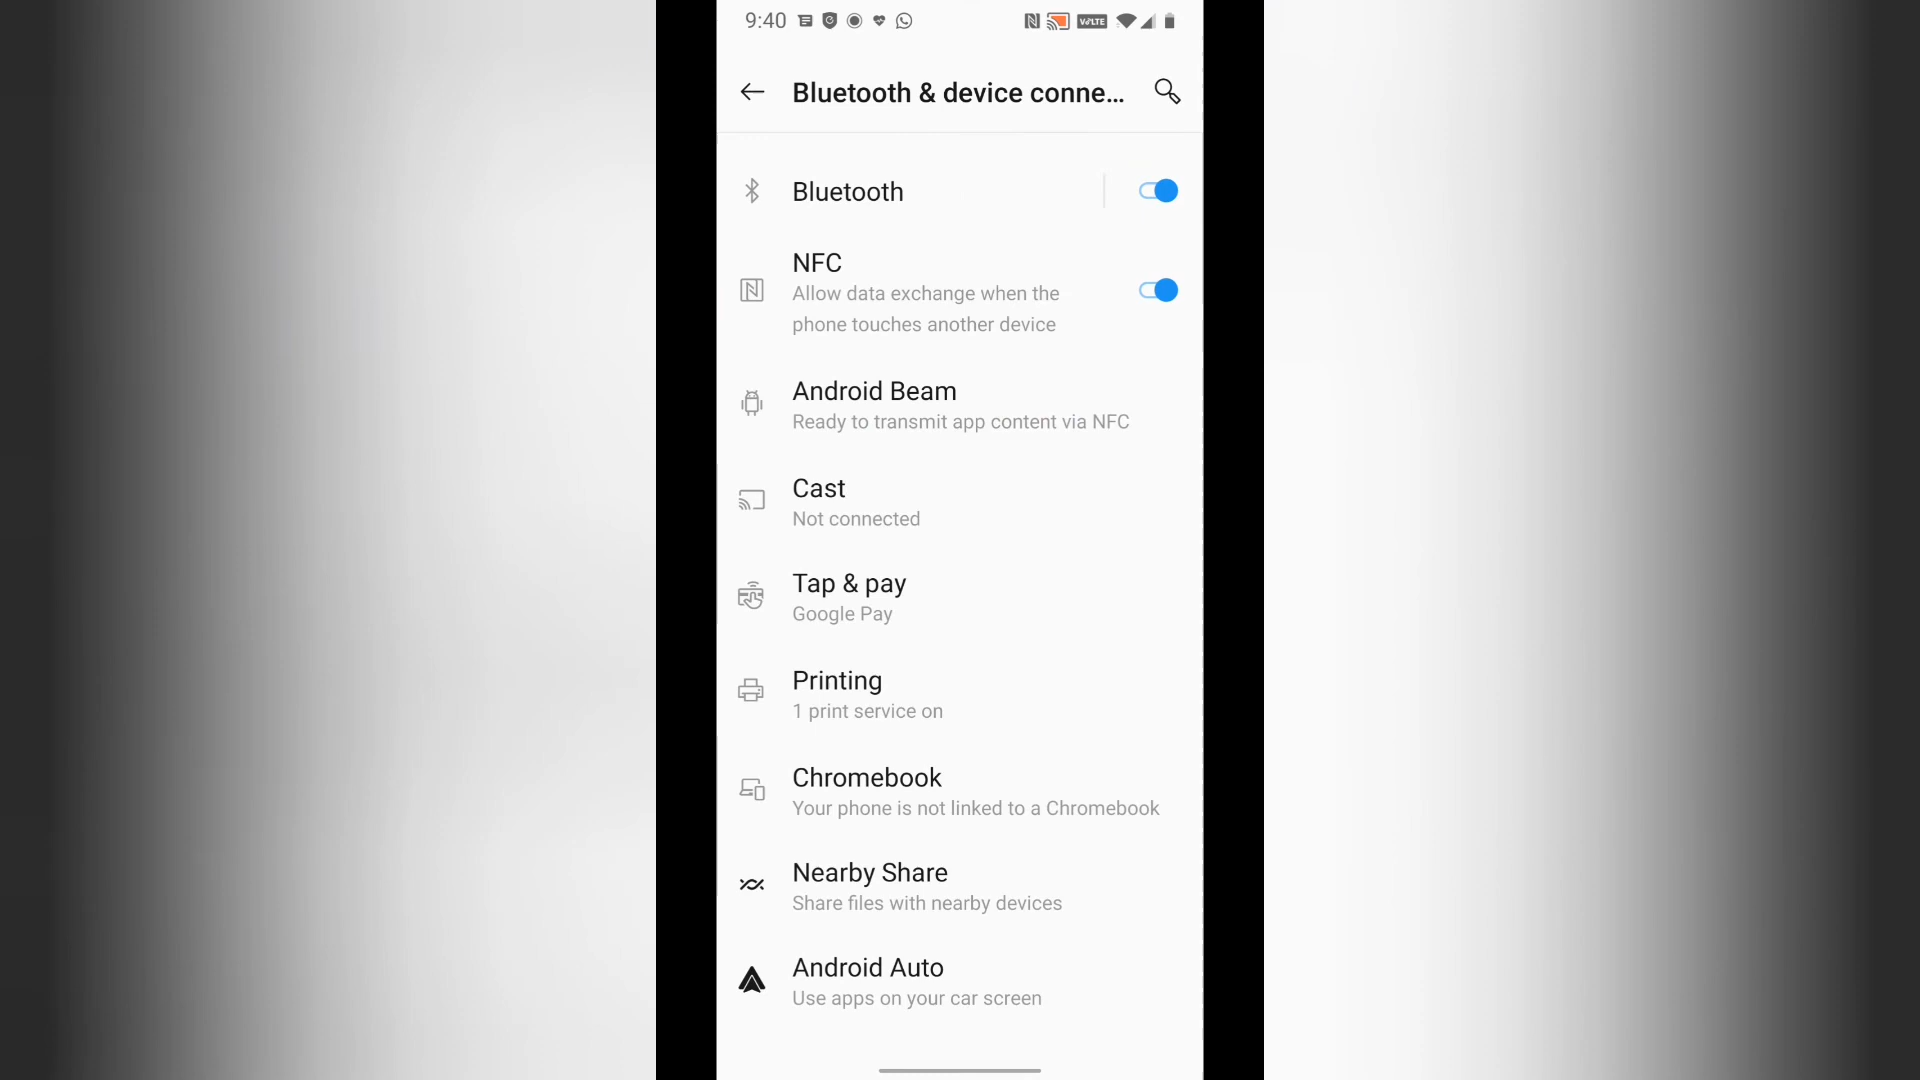 9:40
VoLTE
Bluetooth & device conne...
Bluetooth
NFC
Allow data exchange when the
phone touches another device
Android Beam
Ready to transmit app content via NFC
Cast
Not connected
Tap & pay
Google Pay
Printing
1 print service on
Chromebook
Your phone is not linked to a Chromebook
Nearby Share
Share files with nearby devices
Android Auto
Use apps on your car screen